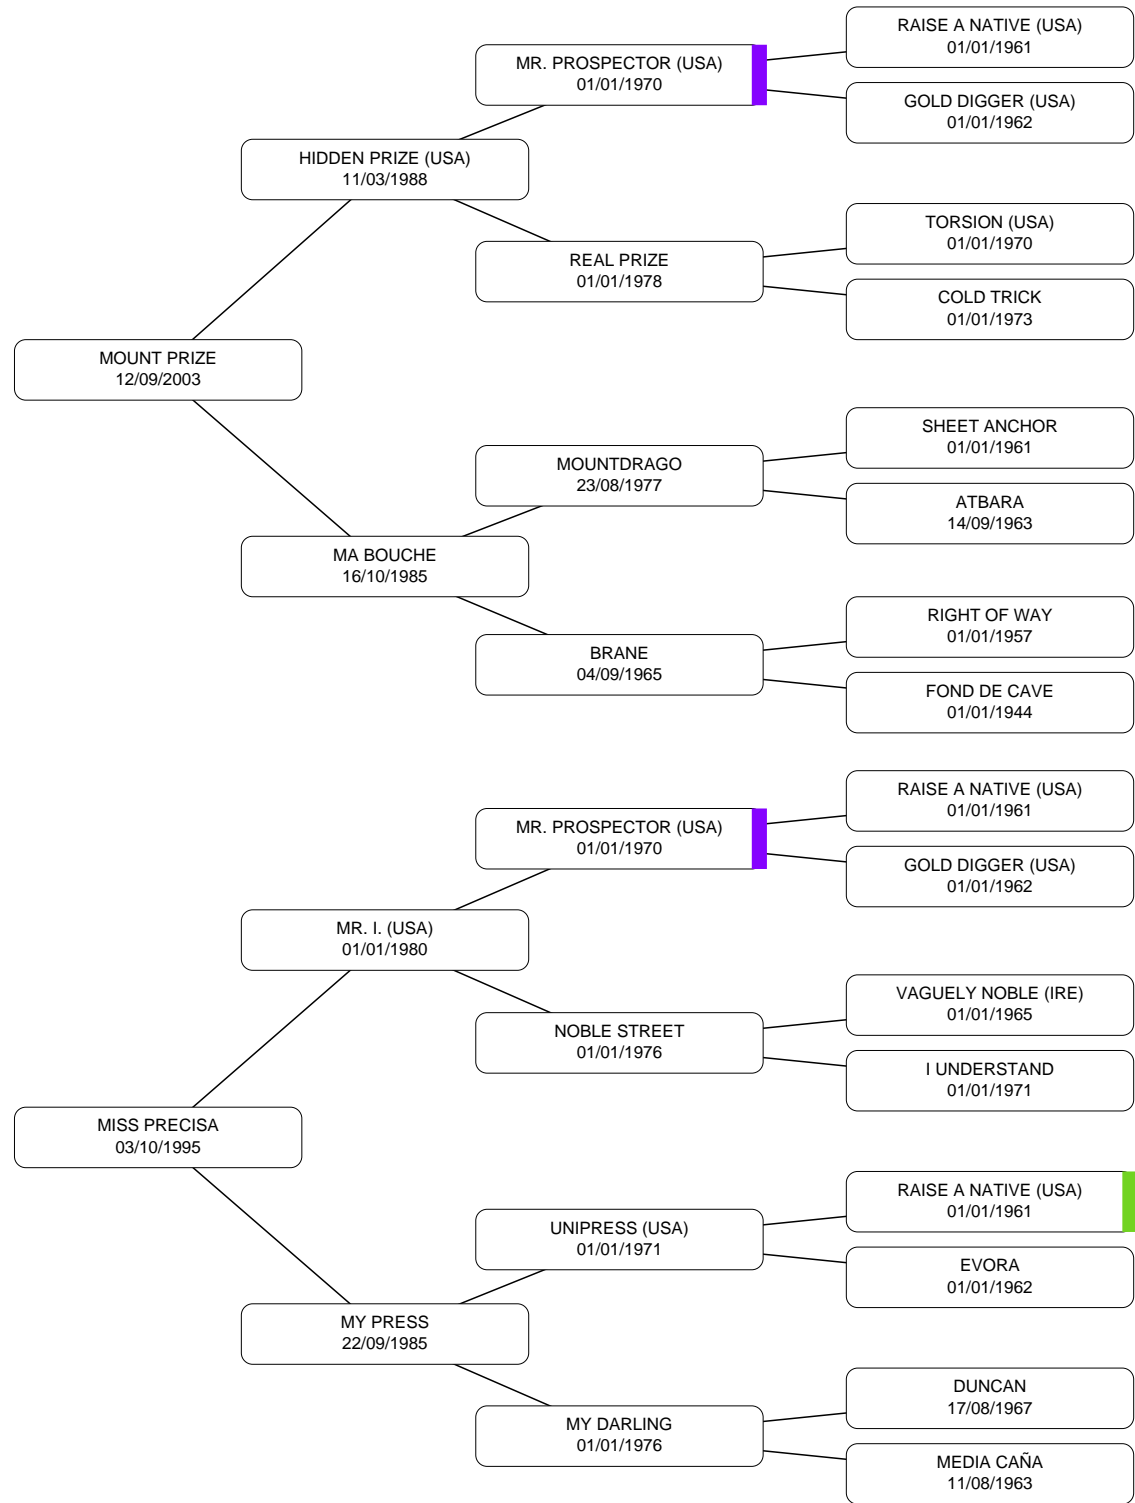 RAISE A NATIVE (USA)
01/01/1961
MR. PROSPECTOR (USA)
01/01/1970
GOLD DIGGER (USA)
01/01/1962
HIDDEN PRIZE (USA)
11/03/1988
TORSION (USA)
01/01/1970
REAL PRIZE
01/01/1978
COLD TRICK
01/01/1973
MOUNT PRIZE
12/09/2003
SHEET ANCHOR
01/01/1961
MOUNTDRAGO
23/08/1977
ATBARA
14/09/1963
MA BOUCHE
16/10/1985
RIGHT OF WAY
01/01/1957
BRANE
04/09/1965
FOND DE CAVE
01/01/1944
RAISE A NATIVE (USA)
01/01/1961
MR. PROSPECTOR (USA)
01/01/1970
GOLD DIGGER (USA)
01/01/1962
MR. I. (USA)
01/01/1980
VAGUELY NOBLE (IRE)
01/01/1965
NOBLE STREET
01/01/1976
I UNDERSTAND
01/01/1971
MISS PRECISA
03/10/1995
RAISE A NATIVE (USA)
01/01/1961
UNIPRESS (USA)
01/01/1971
EVORA
01/01/1962
MY PRESS
22/09/1985
DUNCAN
17/08/1967
MY DARLING
01/01/1976
MEDIA CAÑA
11/08/1963